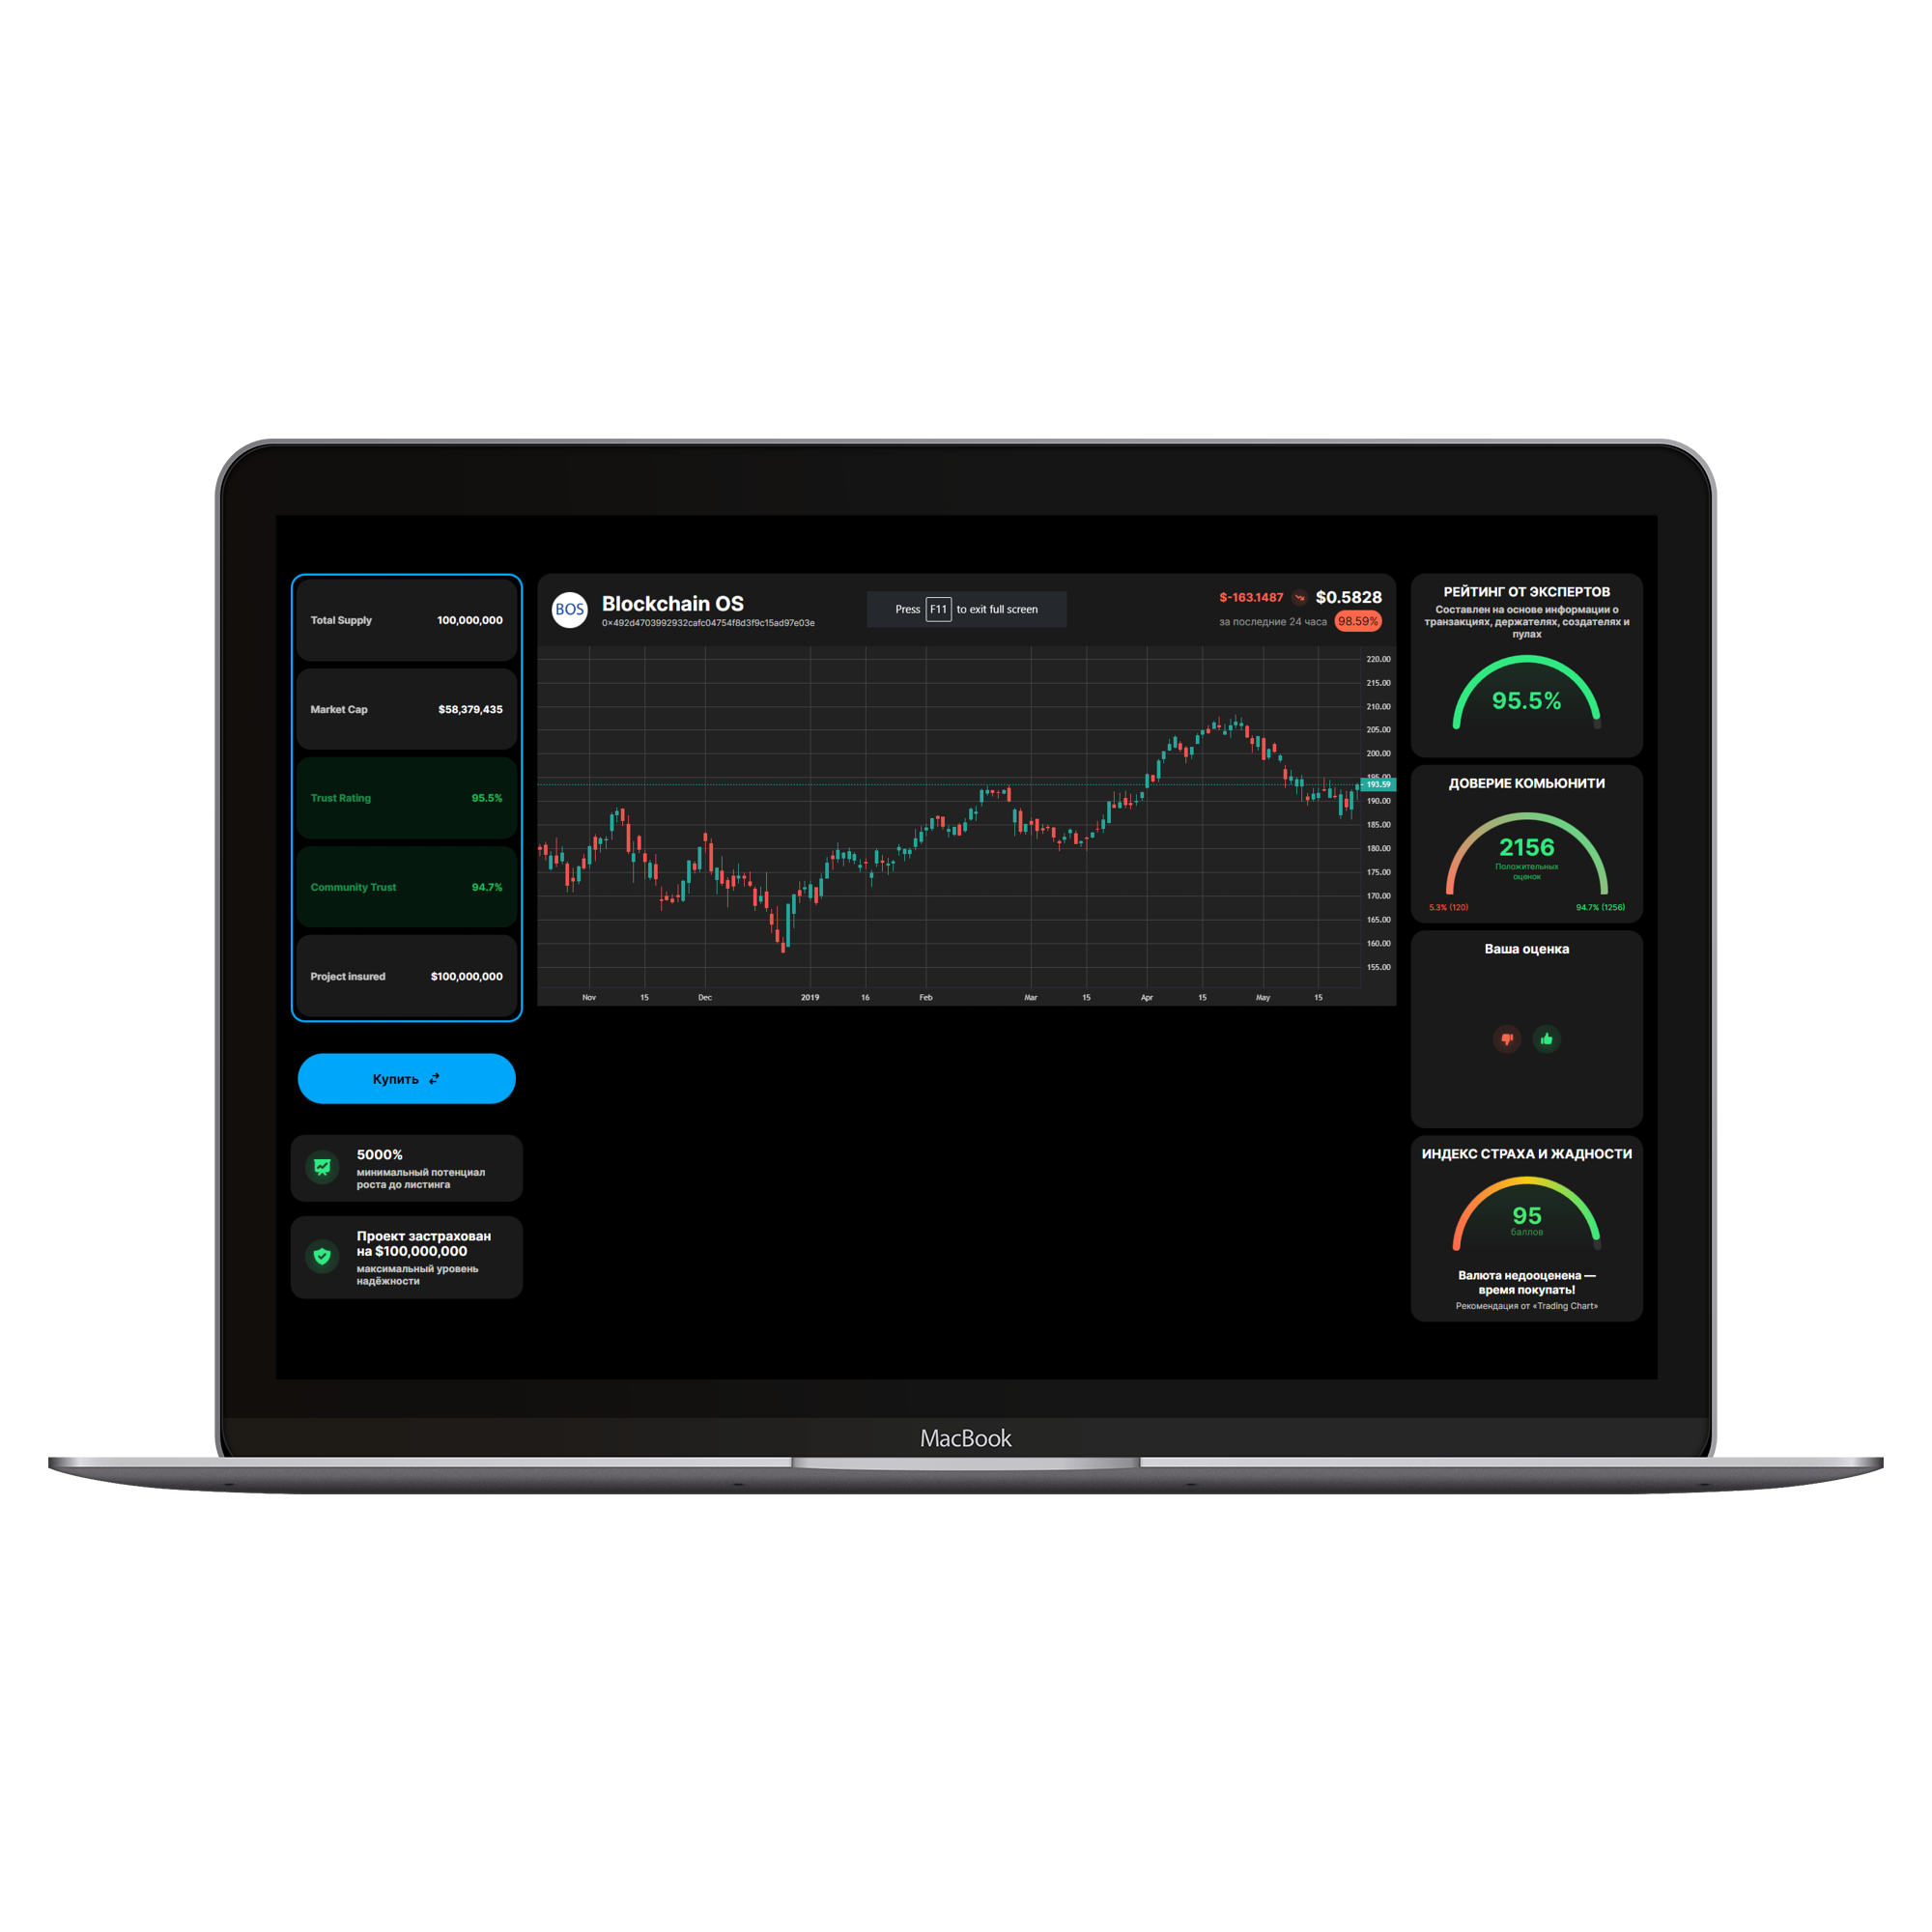 Total Supply 100,000,000
Market Cap $58,379,435
Trust Rating 95.5%
Community Trust 94.7%
Project insured $100,000,000
Купить
5000%
минимальный потенциал
роста до листинга
Проект застрахован
на $100,000,000
максимальный уровень
надёжности
BOS
Blockchain OS
0x492d4703992932cafc04754f8d3f9c15ad97e03e
Press F11 to exit full screen
$-163.1487 $0.5828
за последние 24 часа 98.59%
220.00
215.00
210.00
205.00
200.00
195.00
193.59
190.00
185.00
180.00
175.00
170.00
165.00
160.00
155.00
Nov 15 Dec 2019 16 Feb Mar 15 Apr 15 May 15
РЕЙТИНГ ОТ ЭКСПЕРТОВ
Составлен на основе информации о
транзакциях, держателях, создателях и
пулах
95.5%
ДОВЕРИЕ КОМЬЮНИТИ
2156
Положительных
оценок
5.3% (120) 94.7% (1256)
Ваша оценка
ИНДЕКС СТРАХА И ЖАДНОСТИ
95
баллов
Валюта недооценена —
время покупать!
Рекомендация от «Trading Chart»
MacBook